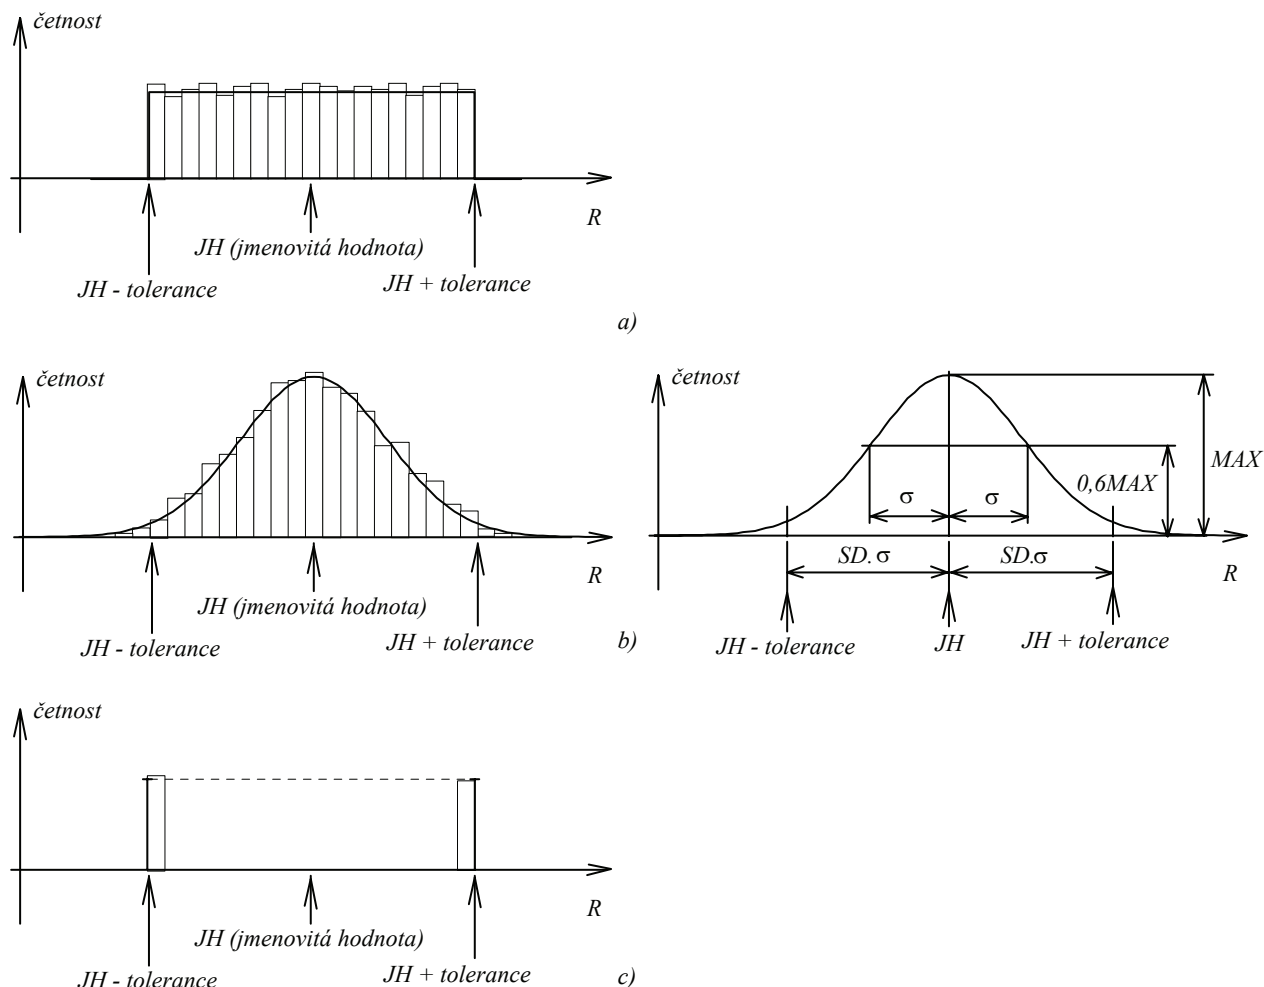 četnost
R
JH (jmenovitá hodnota)
JH - tolerance
JH + tolerance
a)
četnost
R
JH (jmenovitá hodnota)
JH - tolerance
JH + tolerance
b)
četnost
MAX
0,6MAX
σ
σ
SD. σ
SD.σ
R
JH - tolerance
JH
JH + tolerance
četnost
R
JH (jmenovitá hodnota)
JH - tolerance
JH + tolerance
c)